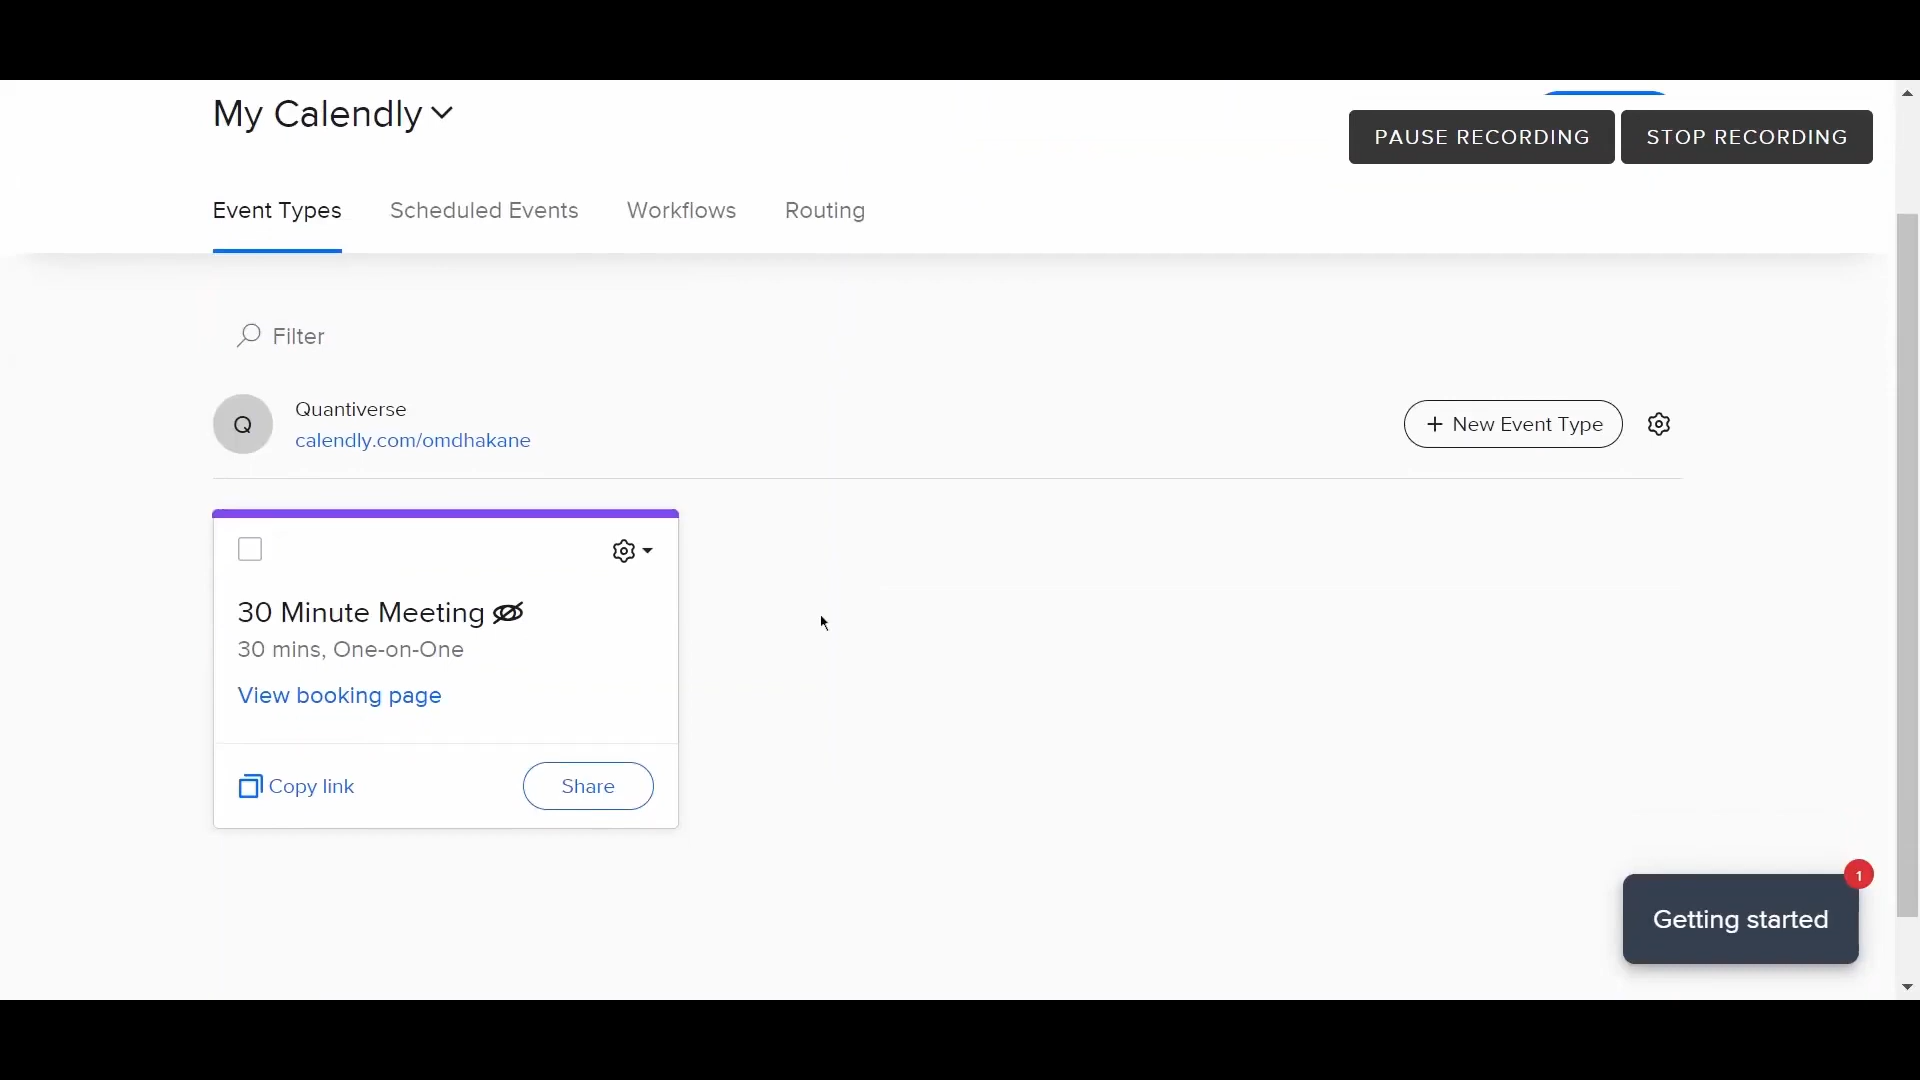 My Calendly
PAUSE RECORDING
STOP RECORDING
Event Types
Scheduled Events
Workflows
Routing
Filter
Q
Quantiverse
calendly.com/omdhakane
+ New Event Type
30 Minute Meeting
30 mins, One-on-One
View booking page
Copy link
Share
1
Getting started